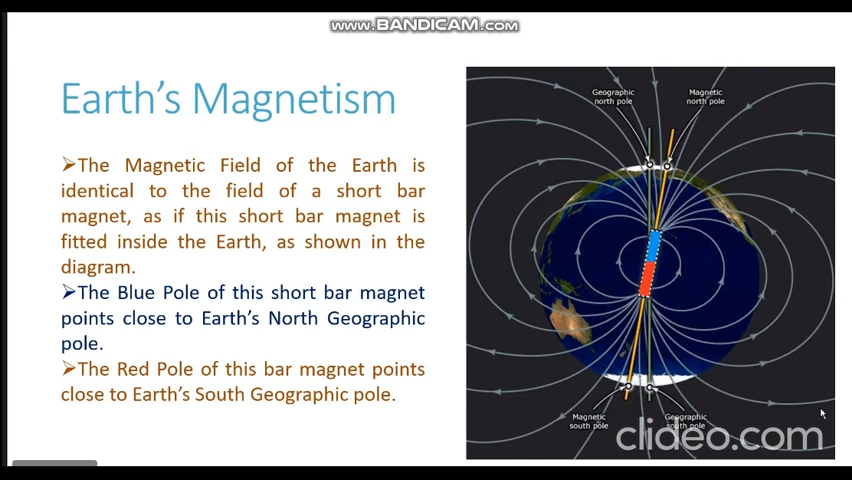 www.BANDICAM.com
Earth's Magnetism
➢The Magnetic Field of the Earth is
identical to the field of a short bar
magnet, as if this short bar magnet is
fitted inside the Earth, as shown in the
diagram.
➢The Blue Pole of this short bar magnet
points close to Earth's North Geographic
pole.
➢The Red Pole of this bar magnet points
close to Earth's South Geographic pole.
Geographic
north pole
Magnetic
north pole
Magnetic
south pole
Geographic
south pole
clideo.com